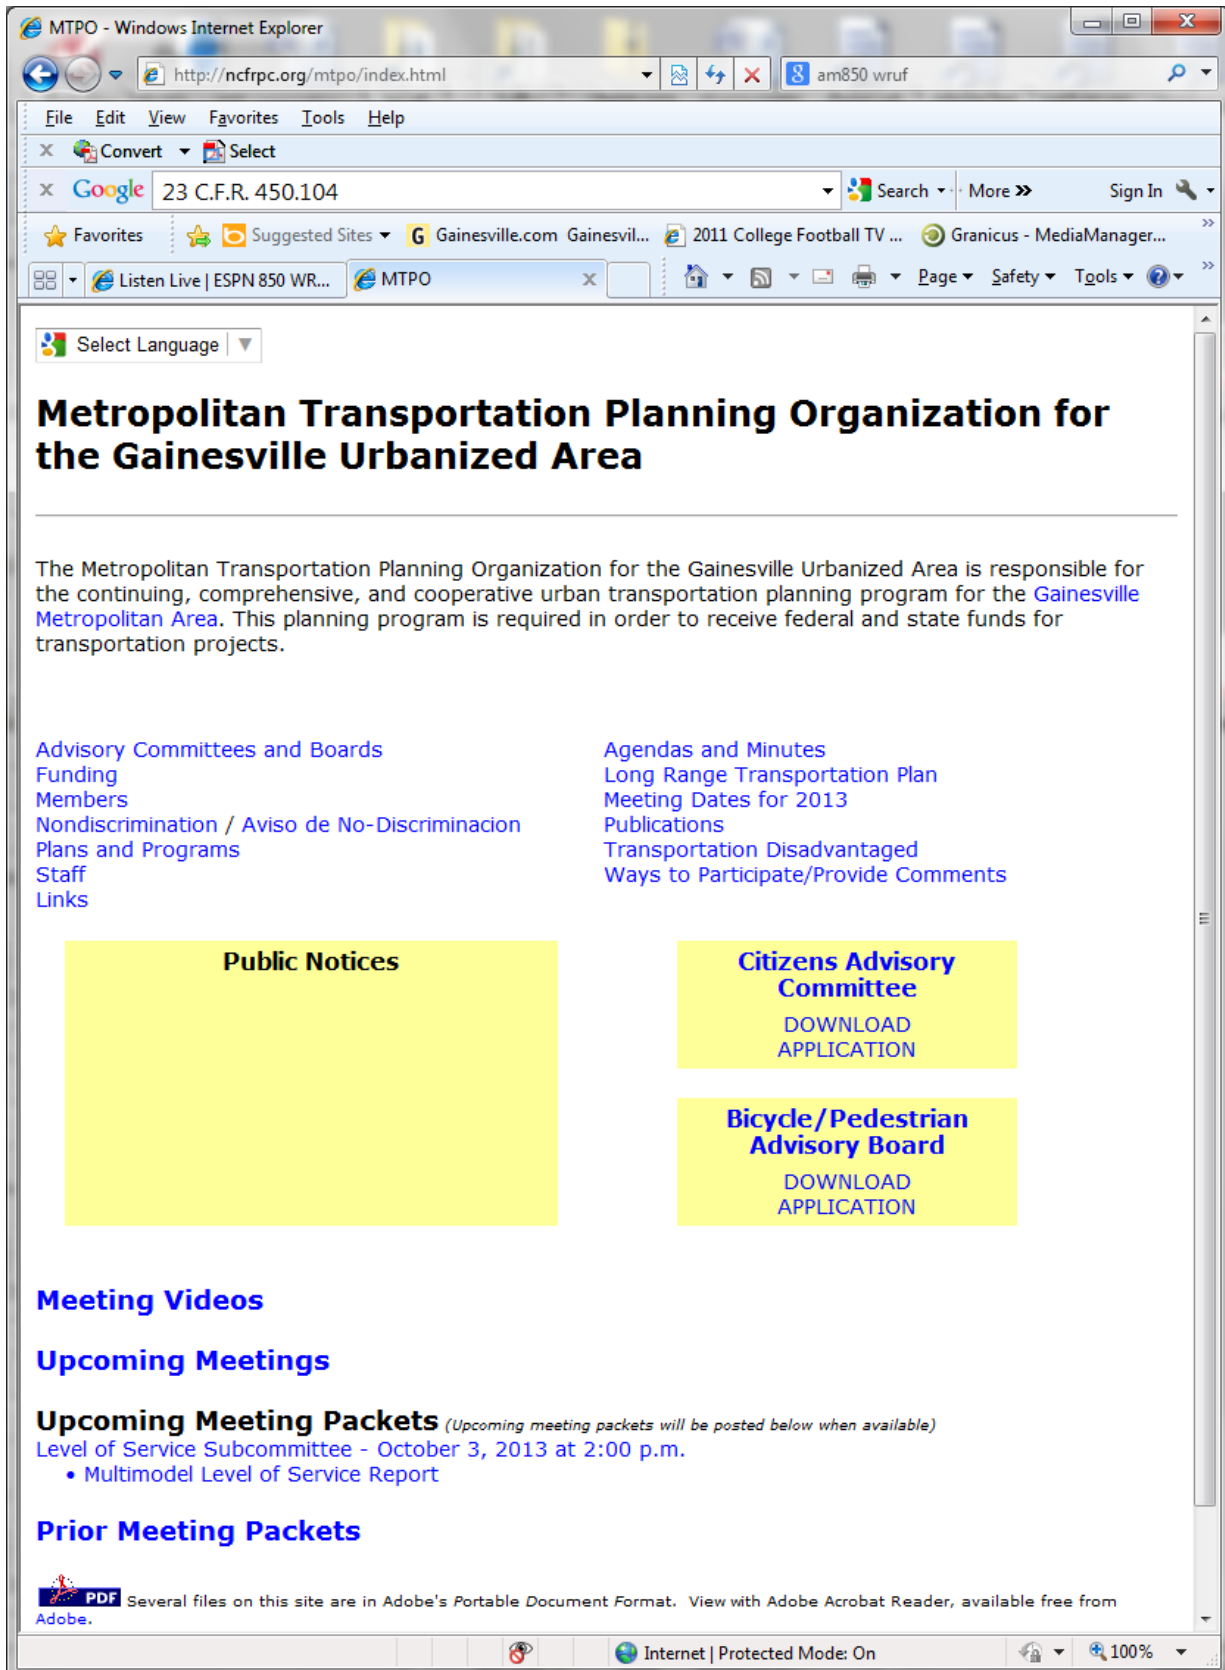 MTPO - Windows Internet Explorer
http://ncfrpc.org/mtpo/index.html
am850 wruf
File Edit View Favorites Tools Help
x Convert Select
x Google 23 C.F.R. 450.104 Search More >> Sign In
Favorites Suggested Sites Gainesville.com Gainesvil... 2011 College Football TV ... Granicus - MediaManager...
Listen Live | ESPN 850 WR... MTPO x Page Safety Tools
Select Language
Metropolitan Transportation Planning Organization for
the Gainesville Urbanized Area
The Metropolitan Transportation Planning Organization for the Gainesville Urbanized Area is responsible for
the continuing, comprehensive, and cooperative urban transportation planning program for the Gainesville
Metropolitan Area. This planning program is required in order to receive federal and state funds for
transportation projects.
Advisory Committees and Boards
Funding
Members
Nondiscrimination / Aviso de No-Discriminacion
Plans and Programs
Staff
Links
Agendas and Minutes
Long Range Transportation Plan
Meeting Dates for 2013
Publications
Transportation Disadvantaged
Ways to Participate/Provide Comments
Public Notices
Citizens Advisory
Committee
DOWNLOAD
APPLICATION
Bicycle/Pedestrian
Advisory Board
DOWNLOAD
APPLICATION
Meeting Videos
Upcoming Meetings
Upcoming Meeting Packets (Upcoming meeting packets will be posted below when available)
Level of Service Subcommittee - October 3, 2013 at 2:00 p.m.
• Multimodel Level of Service Report
Prior Meeting Packets
PDF Several files on this site are in Adobe's Portable Document Format. View with Adobe Acrobat Reader, available free from
Adobe.
Internet | Protected Mode: On 100%